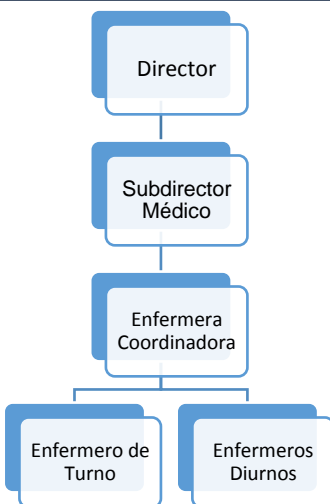 Director
Subdirector
Médico
Enfermera
Coordinadora
Enfermero de
Turno
Enfermeros
Diurnos